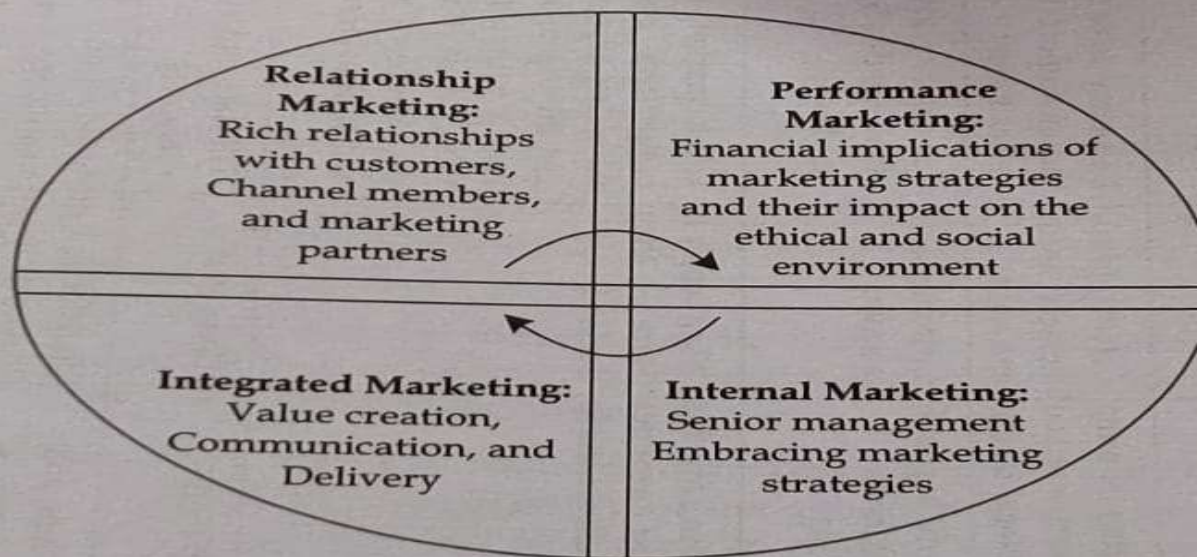 Relationship
Marketing:
Rich relationships
with customers,
Channel members,
and marketing
partners
Performance
Marketing:
Financial implications of
marketing strategies
and their impact on the
ethical and social
environment
Integrated Marketing:
Value creation,
Communication, and
Delivery
Internal Marketing:
Senior management
Embracing marketing
strategies